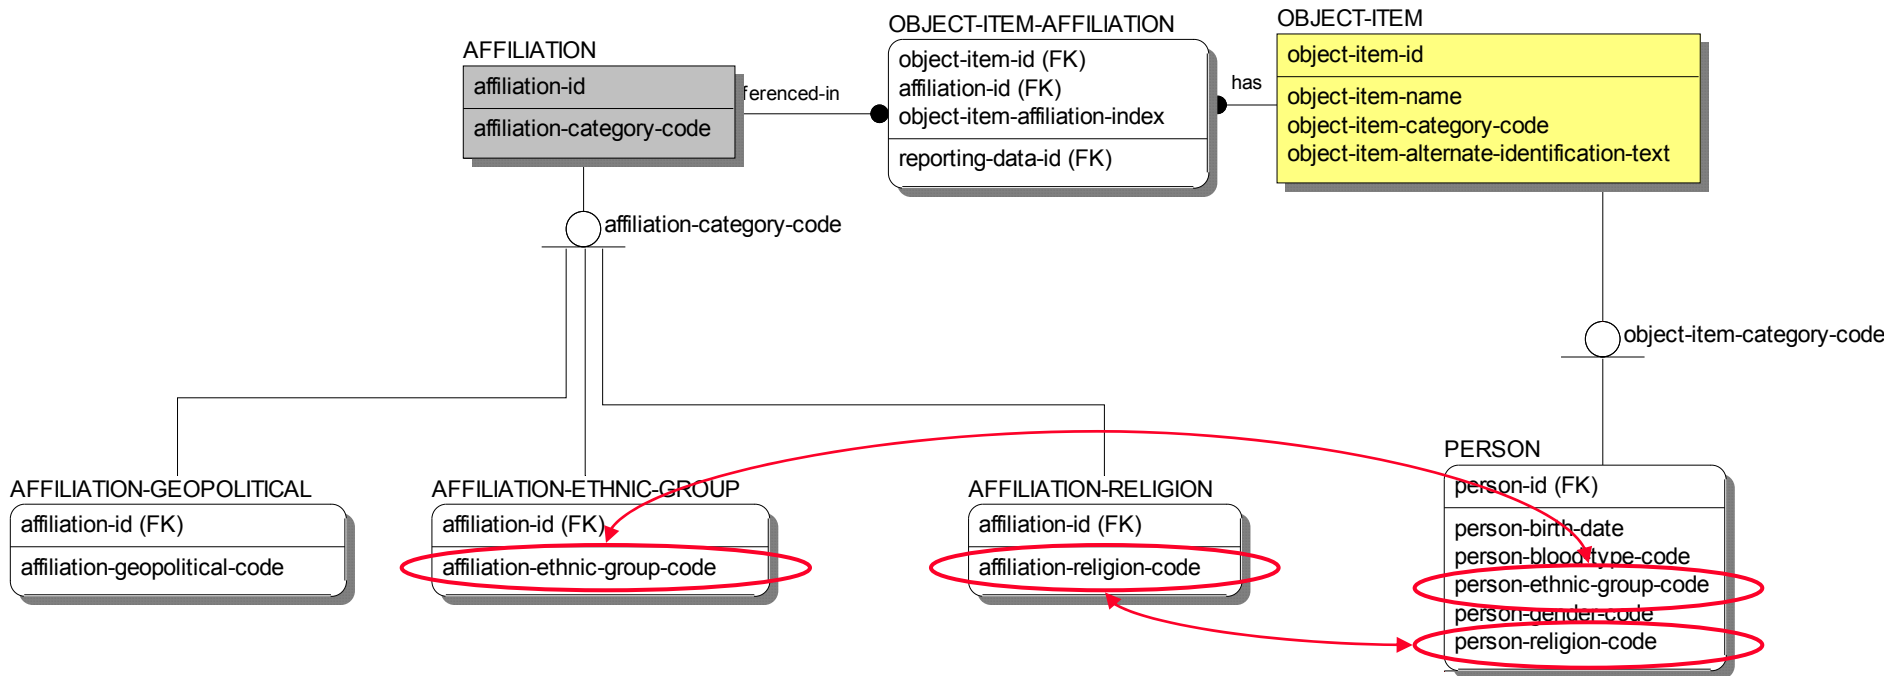 AFFILIATION
affiliation-id
affiliation-category-code
ferenced-in
OBJECT-ITEM-AFFILIATION
object-item-id (FK)
affiliation-id (FK)
object-item-affiliation-index
reporting-data-id (FK)
has
OBJECT-ITEM
object-item-id
object-item-name
object-item-category-code
object-item-alternate-identification-text
affiliation-category-code
object-item-category-code
AFFILIATION-GEOPOLITICAL
affiliation-id (FK)
affiliation-geopolitical-code
AFFILIATION-ETHNIC-GROUP
affiliation-id (FK)
affiliation-ethnic-group-code
AFFILIATION-RELIGION
affiliation-id (FK)
affiliation-religion-code
PERSON
person-id (FK)
person-birth-date
person-blood-type-code
person-ethnic-group-code
person-gender-code
person-religion-code